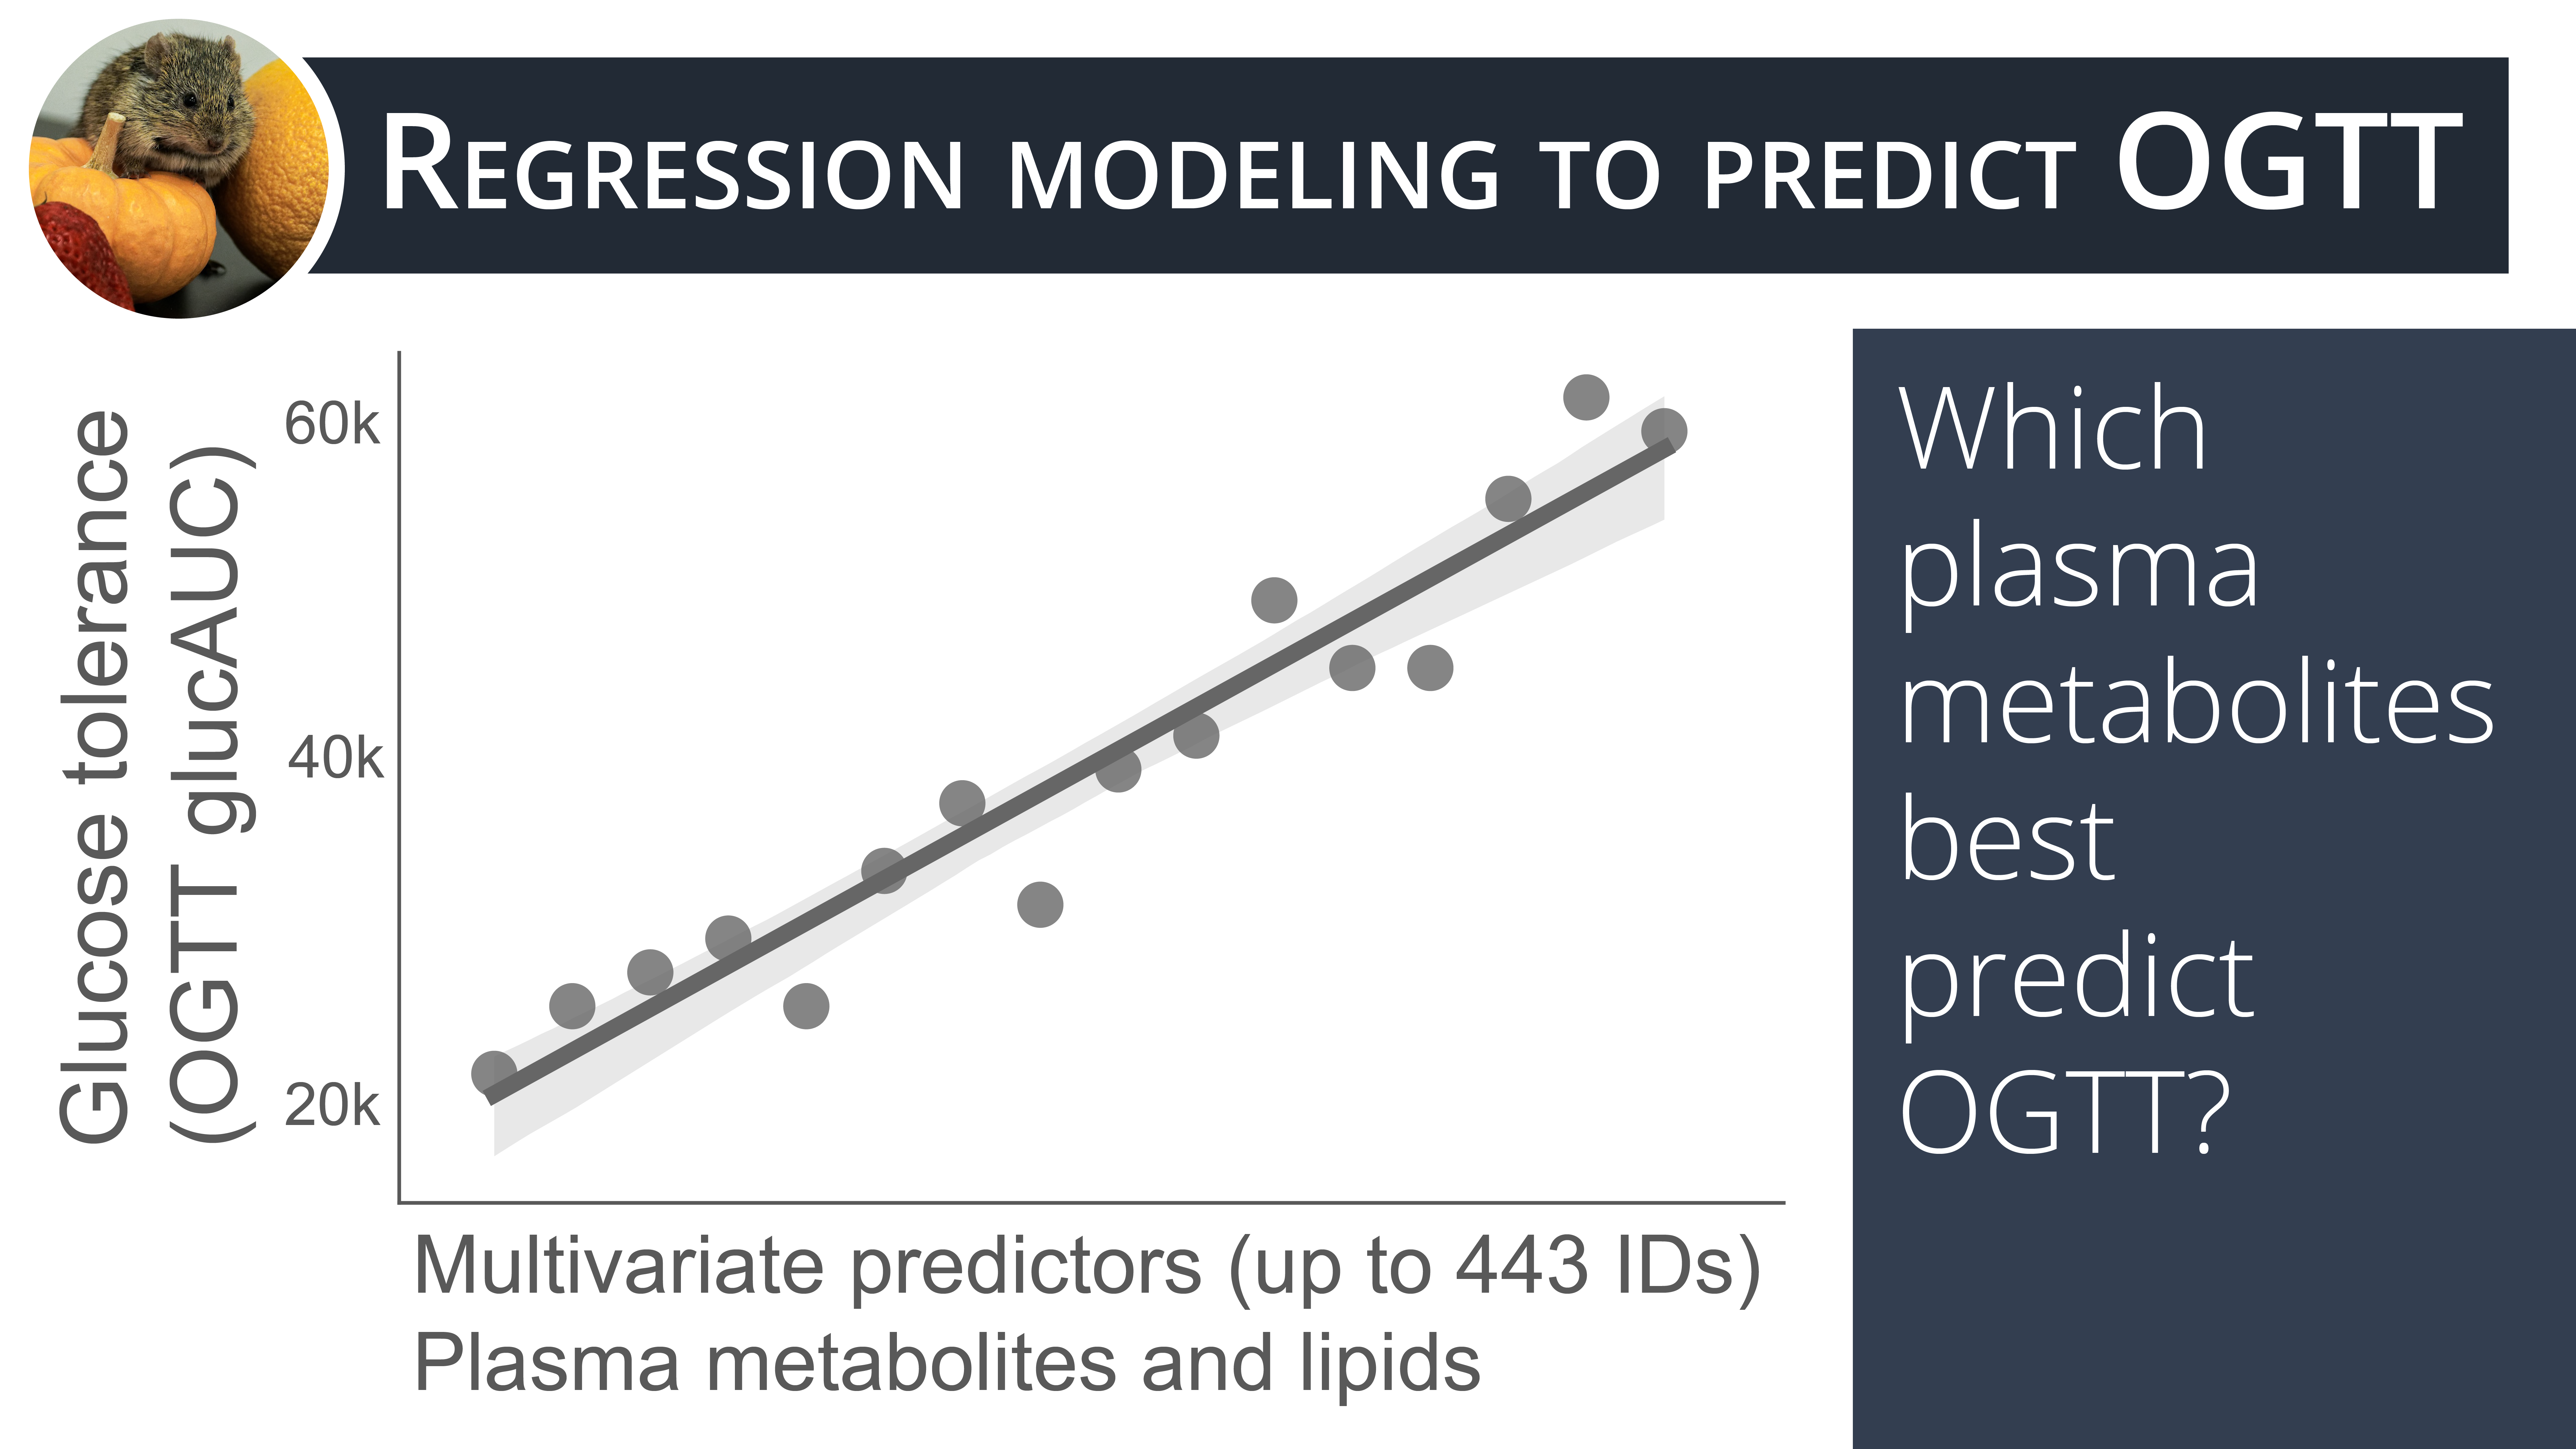 Regression modeling to predict OGTT
Glucose tolerance
(OGTT glucAUC)
60k
40k
20k
Multivariate predictors (up to 443 IDs)
Plasma metabolites and lipids
Which
plasma
metabolites
best
predict
OGTT?